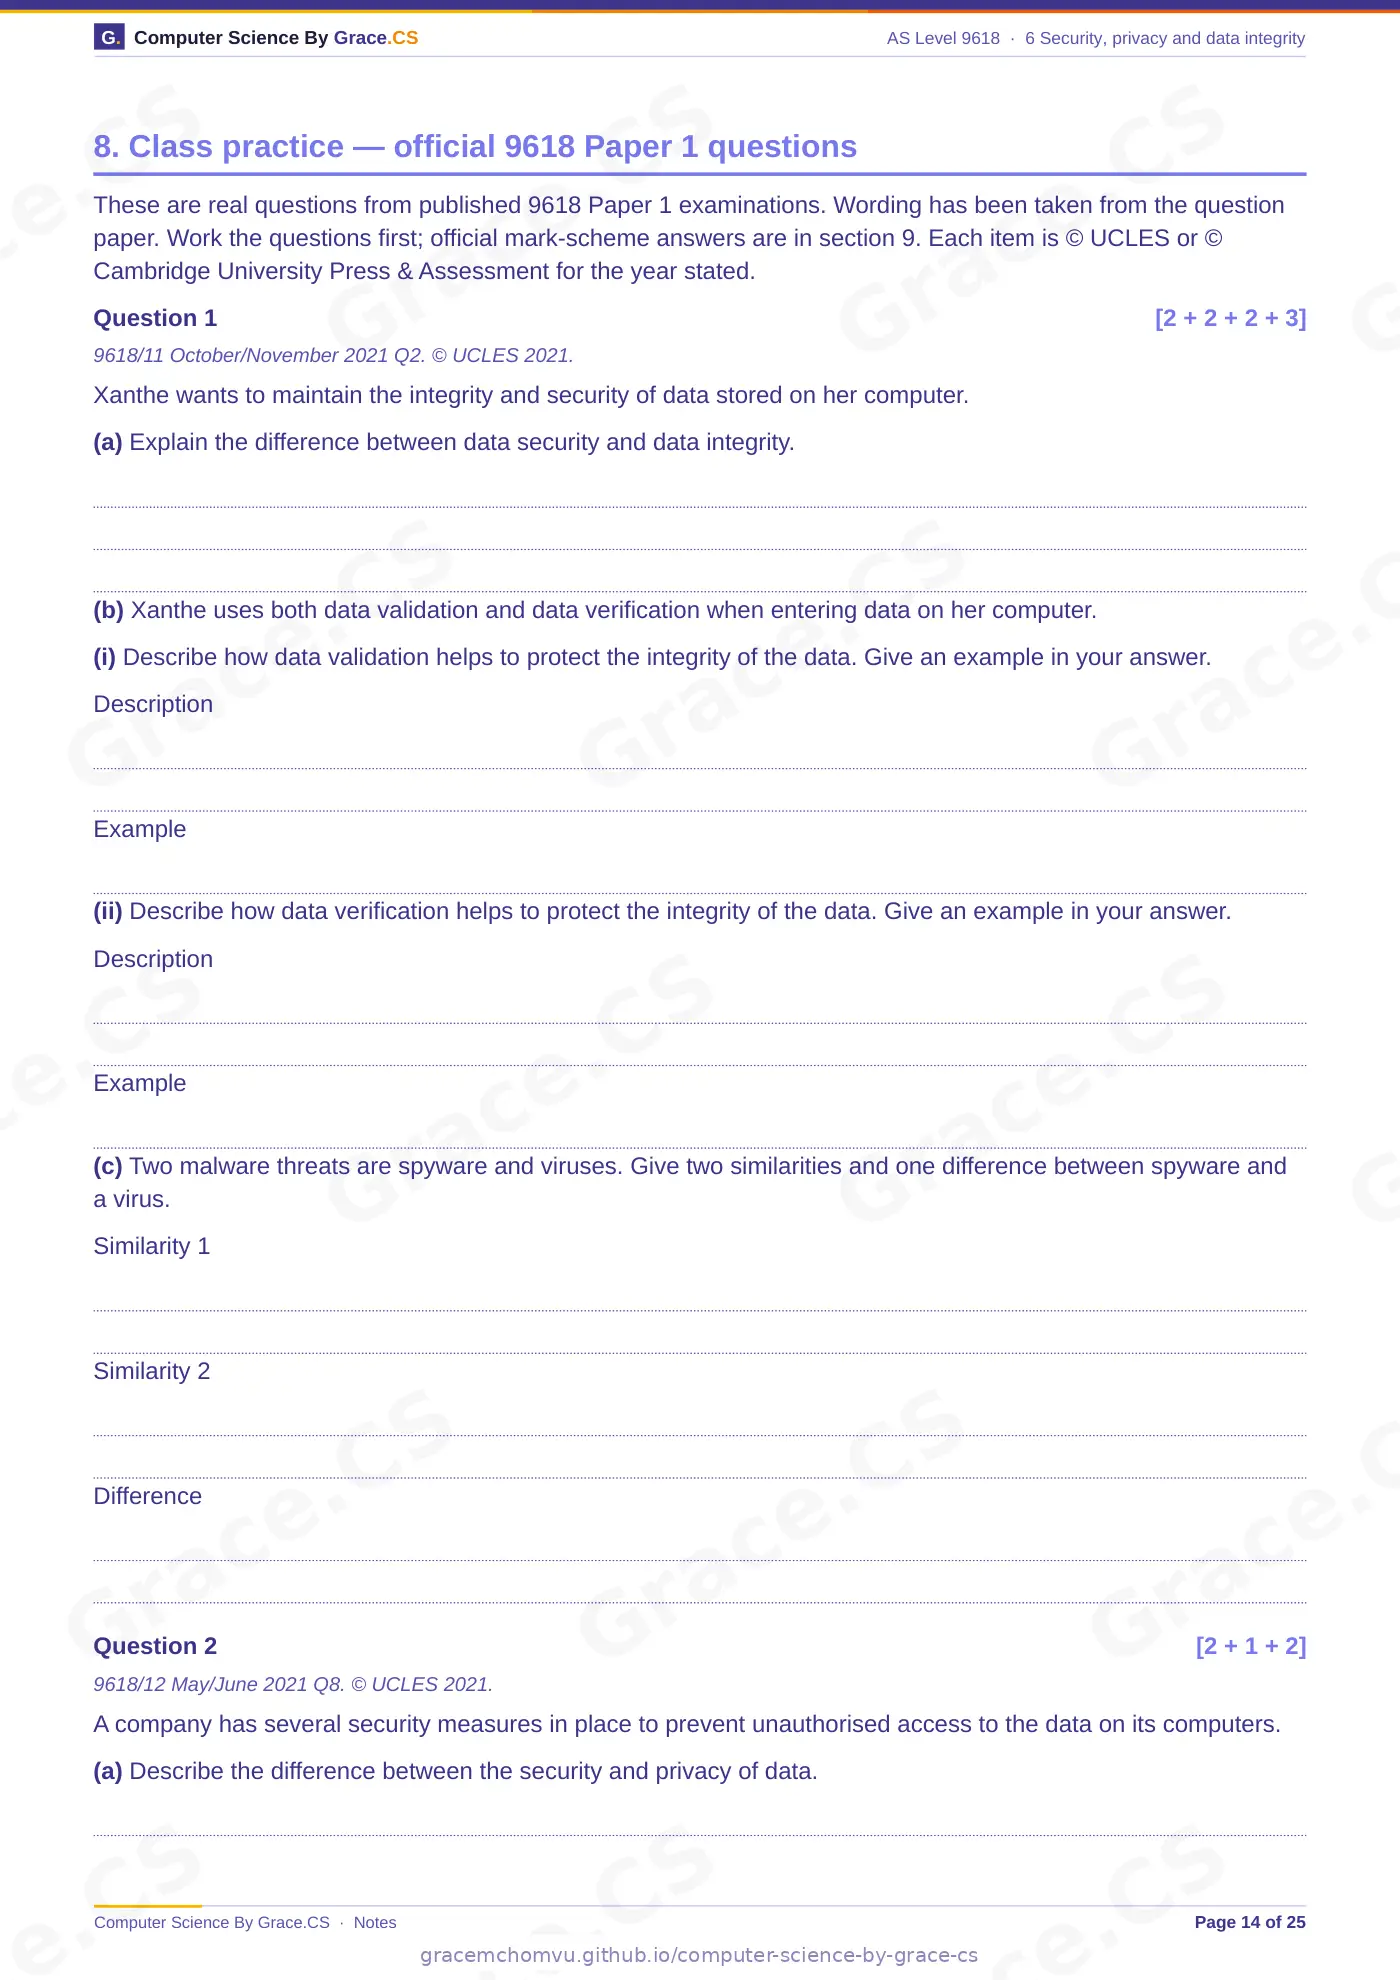 G. Computer Science By Grace.CS
AS Level 9618 · 6 Security, privacy and data integrity
8. Class practice — official 9618 Paper 1 questions
These are real questions from published 9618 Paper 1 examinations. Wording has been taken from the question
paper. Work the questions first; official mark-scheme answers are in section 9. Each item is © UCLES or ©
Cambridge University Press & Assessment for the year stated.
Question 1 [2 + 2 + 2 + 3]
9618/11 October/November 2021 Q2. © UCLES 2021.
Xanthe wants to maintain the integrity and security of data stored on her computer.
(a) Explain the difference between data security and data integrity.
(b) Xanthe uses both data validation and data verification when entering data on her computer.
(i) Describe how data validation helps to protect the integrity of the data. Give an example in your answer.
Description
Example
(ii) Describe how data verification helps to protect the integrity of the data. Give an example in your answer.
Description
Example
(c) Two malware threats are spyware and viruses. Give two similarities and one difference between spyware and
a virus.
Similarity 1
Similarity 2
Difference
Question 2 [2 + 1 + 2]
9618/12 May/June 2021 Q8. © UCLES 2021.
A company has several security measures in place to prevent unauthorised access to the data on its computers.
(a) Describe the difference between the security and privacy of data.
Computer Science By Grace.CS · Notes
Page 14 of 25
gracemchomvu.github.io/computer-science-by-grace-cs